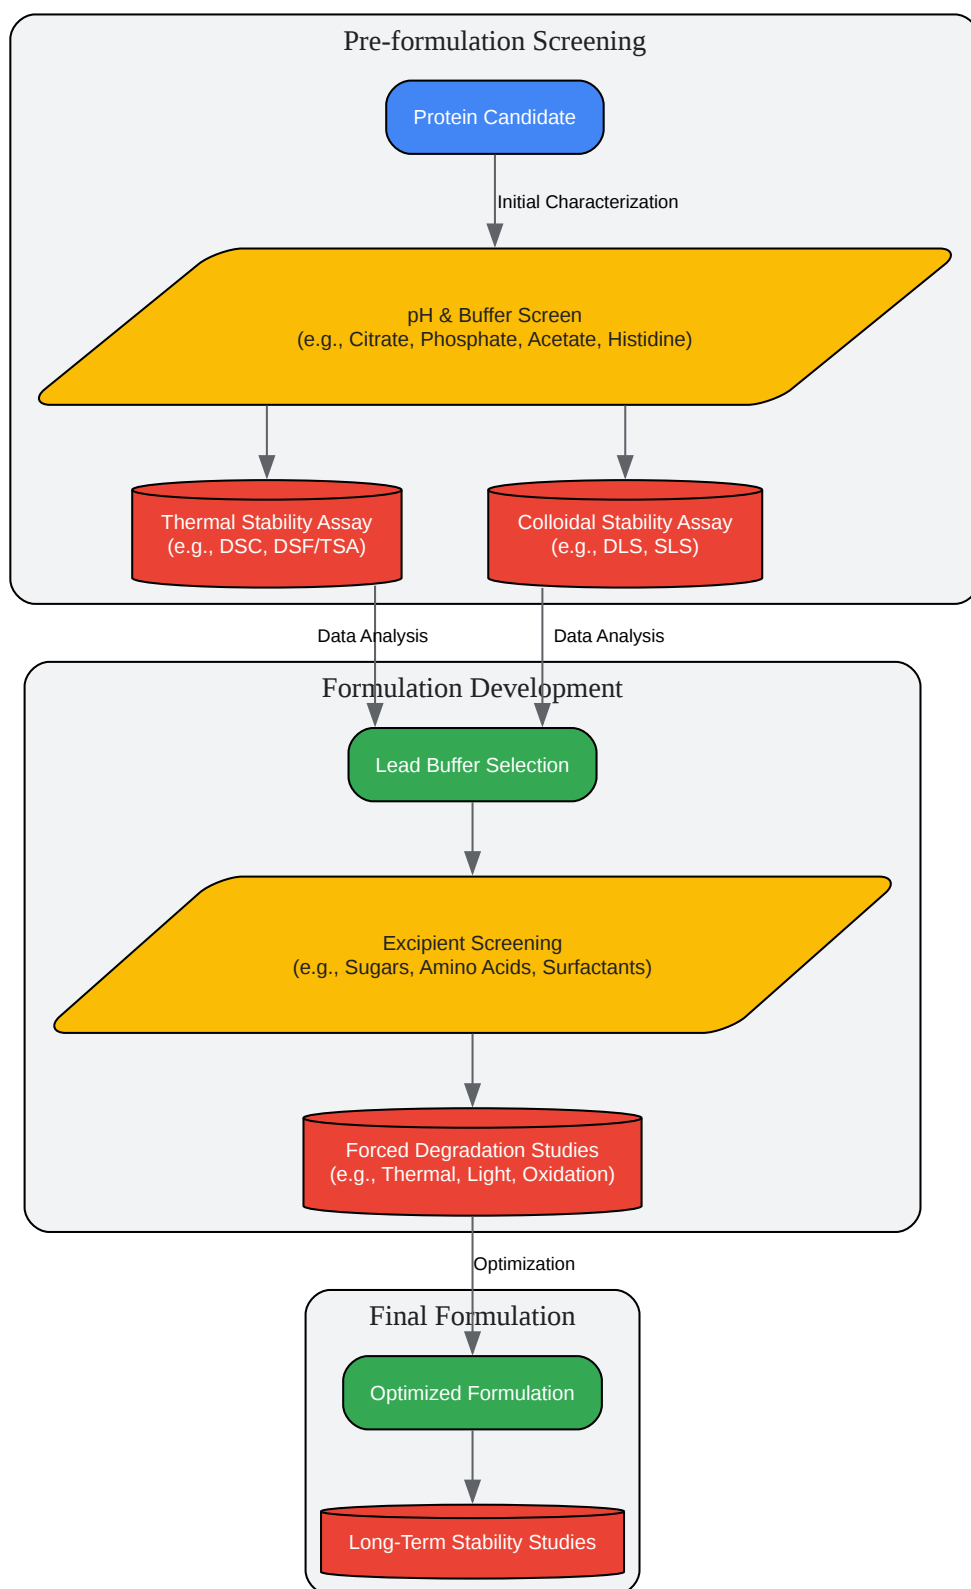 Pre-formulation Screening
Protein Candidate
Initial Characterization
pH & Buffer Screen
(e.g., Citrate, Phosphate, Acetate, Histidine)
Thermal Stability Assay
(e.g., DSC, DSF/TSA)
Colloidal Stability Assay
(e.g., DLS, SLS)
Data Analysis
Data Analysis
Formulation Development
Lead Buffer Selection
Excipient Screening
(e.g., Sugars, Amino Acids, Surfactants)
Forced Degradation Studies
(e.g., Thermal, Light, Oxidation)
Optimization
Final Formulation
Optimized Formulation
Long-Term Stability Studies